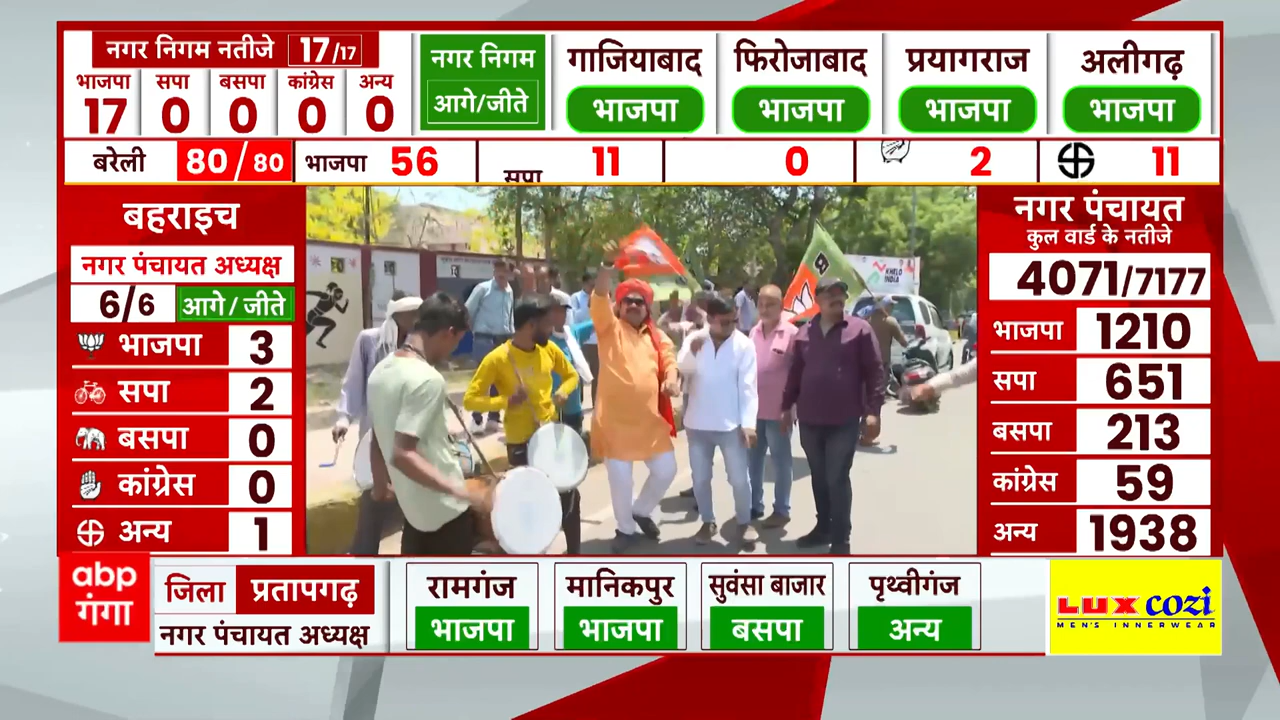 नगर निगम नतीजे 17/17
भाजपा सपा बसपा कांग्रेस अन्य
17 0 0 0 0
नगर निगम
आगे/जीते
गाजियाबाद
भाजपा
फिरोजाबाद
भाजपा
प्रयागराज
भाजपा
अलीगढ़
भाजपा
बरेली 80/80 भाजपा 56 सपा 11 0 2 11
बहराइच
नगर पंचायत अध्यक्ष
6/6 आगे/जीते
भाजपा 3
सपा 2
बसपा 0
कांग्रेस 0
अन्य 1
KHELO
INDIA
नगर पंचायत
कुल वार्ड के नतीजे
4071/7177
भाजपा 1210
सपा 651
बसपा 213
कांग्रेस 59
अन्य 1938
abp
गंगा
जिला प्रतापगढ़
नगर पंचायत अध्यक्ष
रामगंज
भाजपा
मानिकपुर
भाजपा
सुवंसा बाजार
बसपा
पृथ्वीगंज
अन्य
LUX cozi
MEN'S INNERWEAR